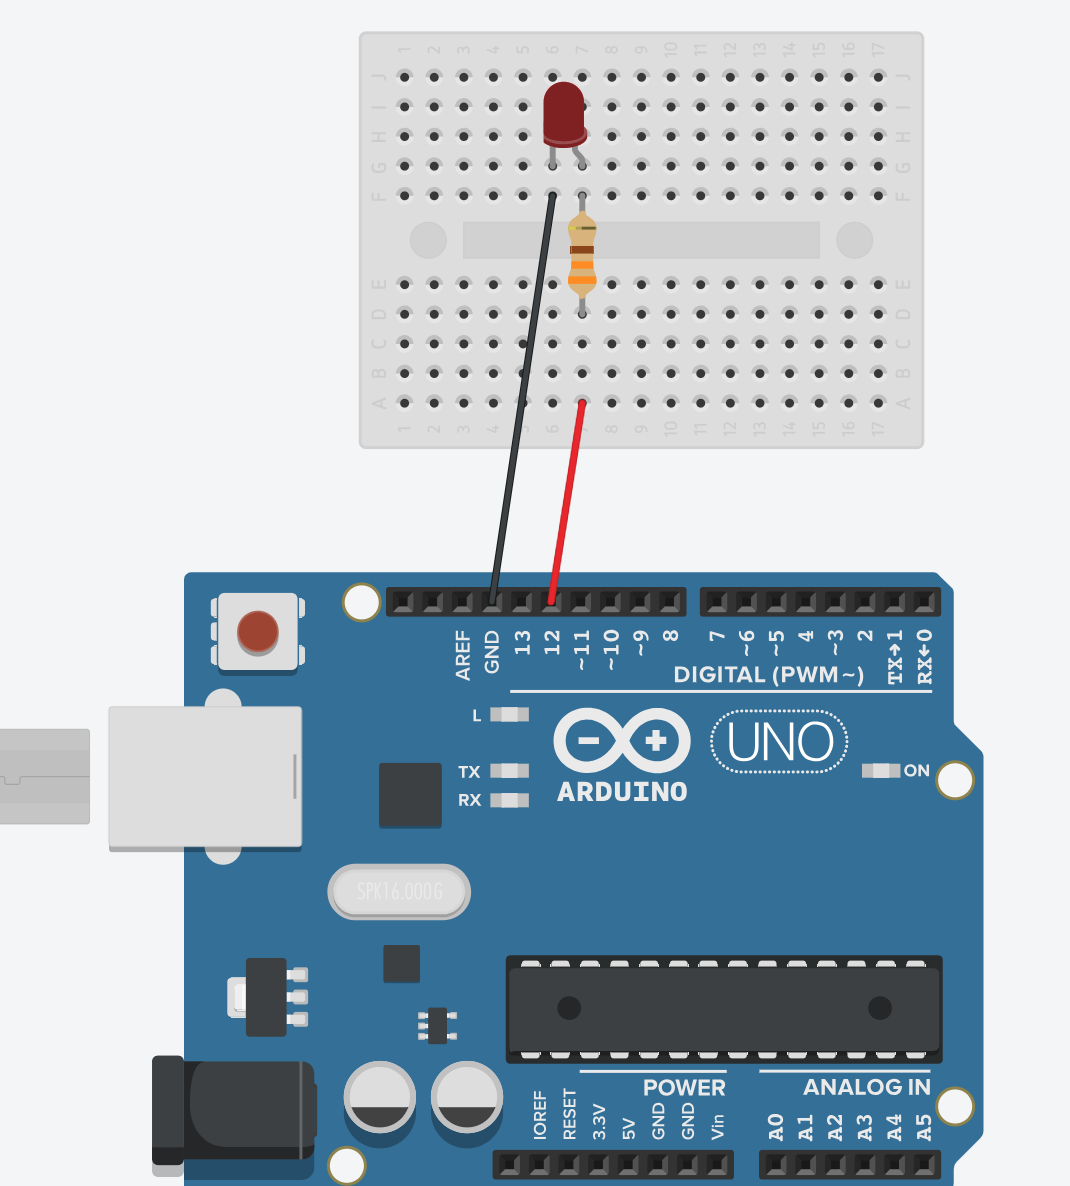 1 2 3 4 5 6 7 8 9 10 11 12 13 14 15 16 17
J J
I I
H H
G G
F F
E E
D D
C C
B B
A A
1 2 3 4 5 6 7 8 9 10 11 12 13 14 15 16 17
AREF GND 13 12 ~11 ~10 ~9 8 7 ~6 ~5 4 ~3 2 TX→1 RX←0
DIGITAL (PWM~)
L
UNO
TX
ON
RX
ARDUINO
SPK16.000G
POWER
ANALOG IN
IOREF RESET 3.3V 5V GND GND Vin A0 A1 A2 A3 A4 A5